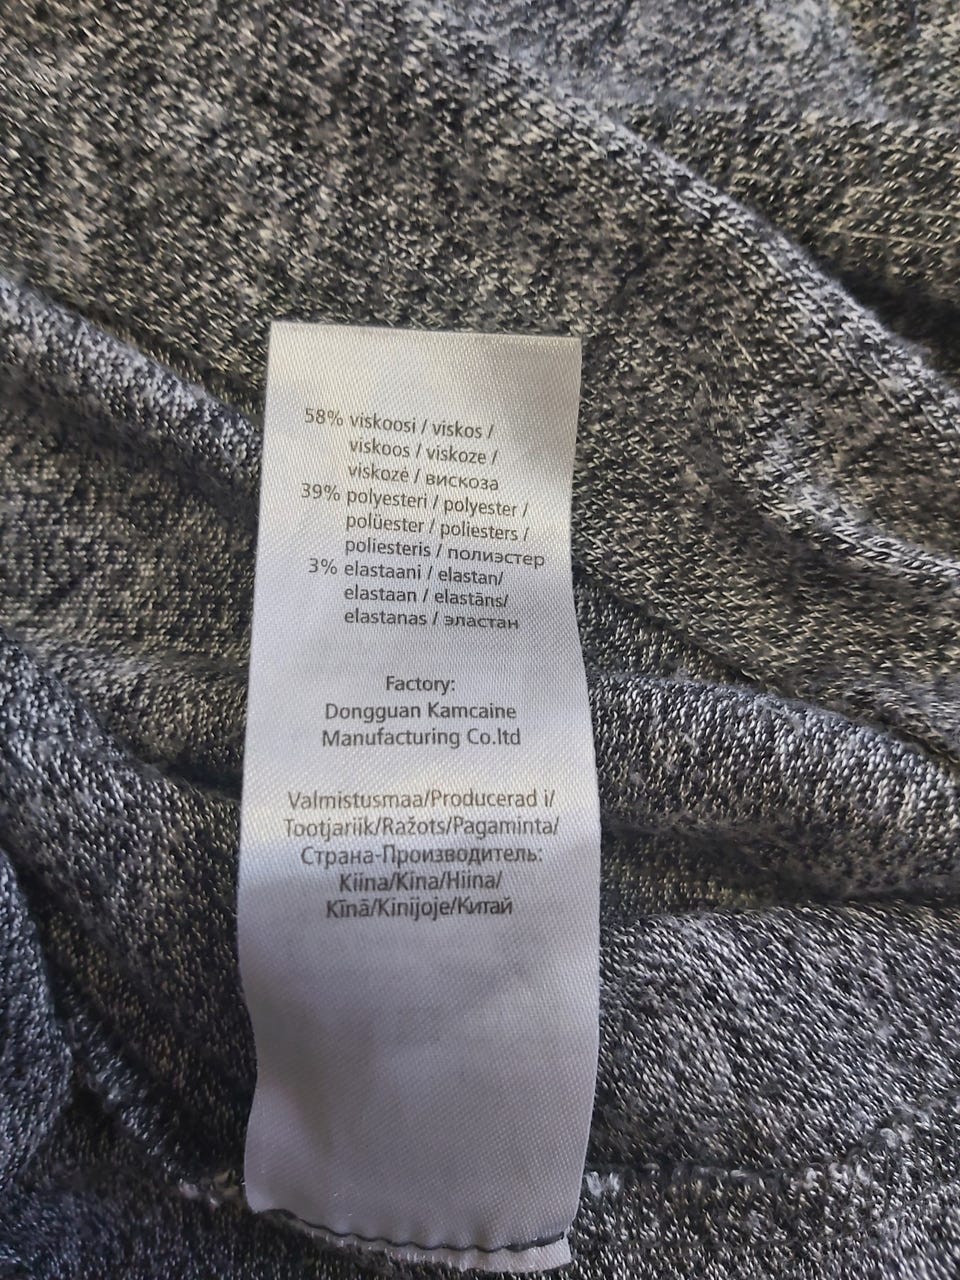 58% viskoosi / viskos /
viskoos / viskoze /
viskozė / вискоза
39% polyesteri / polyester /
polüester / poliesters /
poliesteris / полиэстер
3% elastaani / elastan/
elastaan / elastāns/
elastanas / эластан
Factory:
Dongguan Kamcaine
Manufacturing Co.ltd
Valmistusmaa/Producerad i/
Tootjariik/Ražots/Pagaminta/
Страна-Производитель:
Kiina/Kina/Hiina/
Kīnā/Kinijoje/Китай